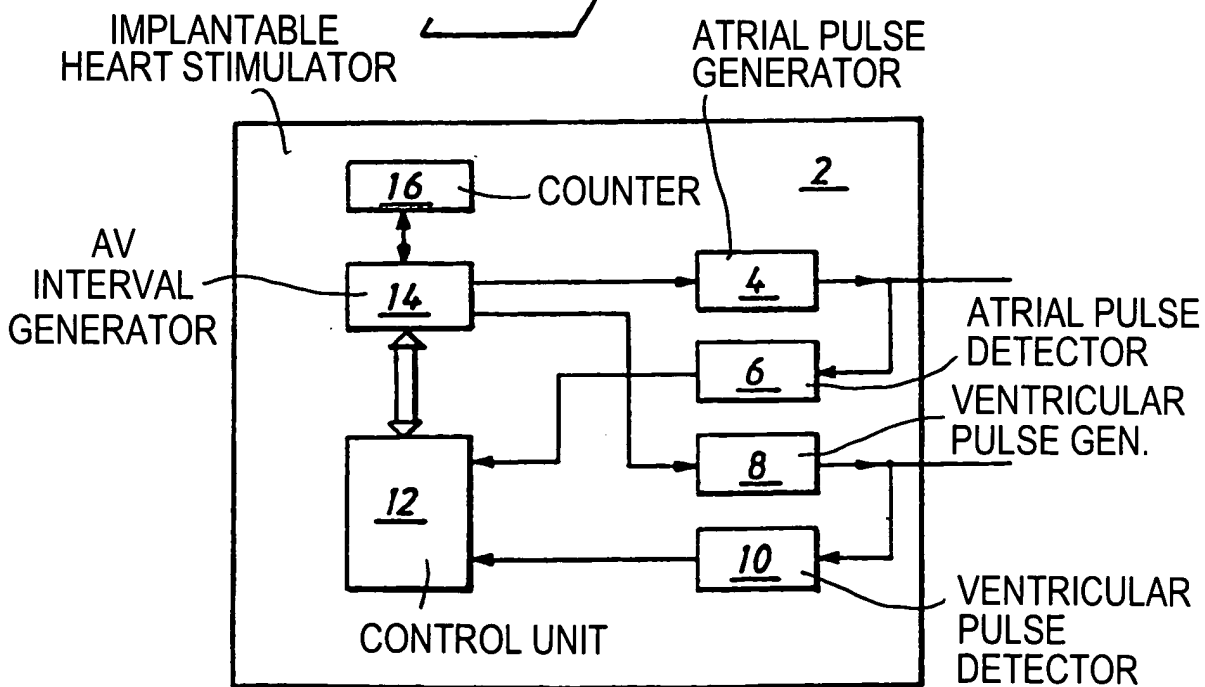 IMPLANTABLE
HEART STIMULATOR
ATRIAL PULSE
GENERATOR
2
16
COUNTER
AV
INTERVAL
GENERATOR
14
4
ATRIAL PULSE
DETECTOR
6
VENTRICULAR
PULSE GEN.
8
12
10
CONTROL UNIT
VENTRICULAR
PULSE
DETECTOR